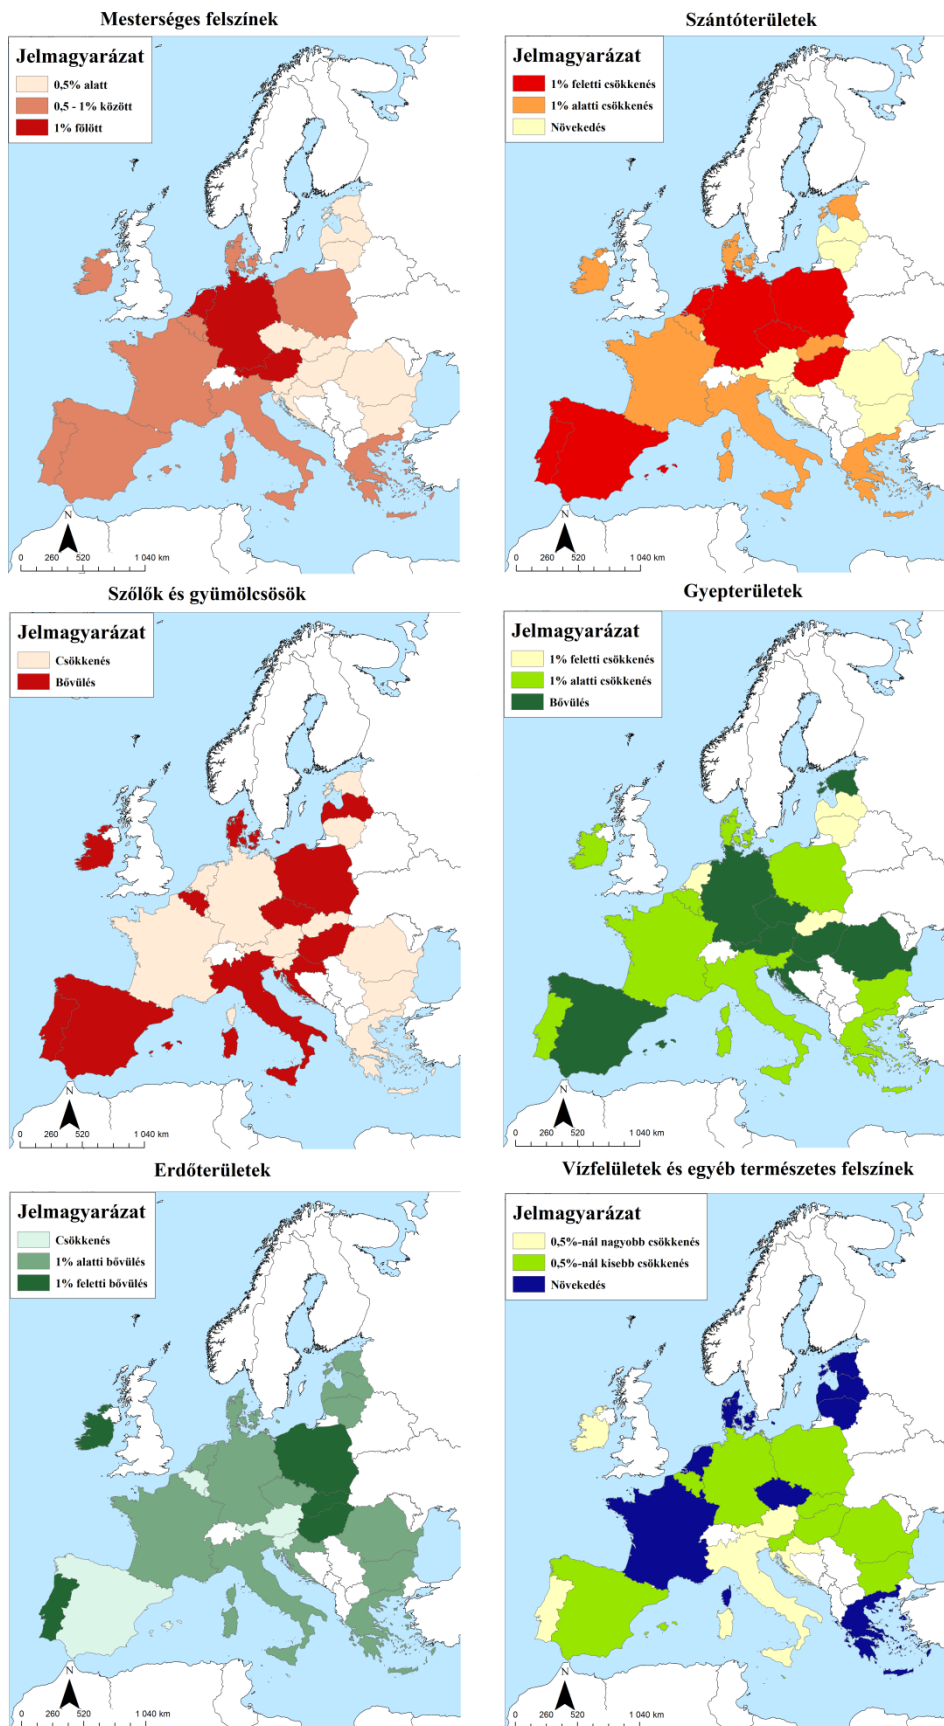 Mesterséges felszínek
Jelmagyarázat
0,5% alatt
0,5 - 1% között
1% fölött
N
0 260 520 1 040 km
Szántóterületek
Jelmagyarázat
1% feletti csökkenés
1% alatti csökkenés
Növekedés
N
0 260 520 1 040 km
Szőlők és gyümölcsösök
Jelmagyarázat
Csökkenés
Bővülés
N
0 260 520 1 040 km
Gyepterületek
Jelmagyarázat
1% feletti csökkenés
1% alatti csökkenés
Bővülés
N
0 260 520 1 040 km
Erdőterületek
Jelmagyarázat
Csökkenés
1% alatti bővülés
1% feletti bővülés
N
0 260 520 1 040 km
Vízfelületek és egyéb természetes felszínek
Jelmagyarázat
0,5%-nál nagyobb csökkenés
0,5%-nál kisebb csökkenés
Növekedés
N
0 260 520 1 040 km